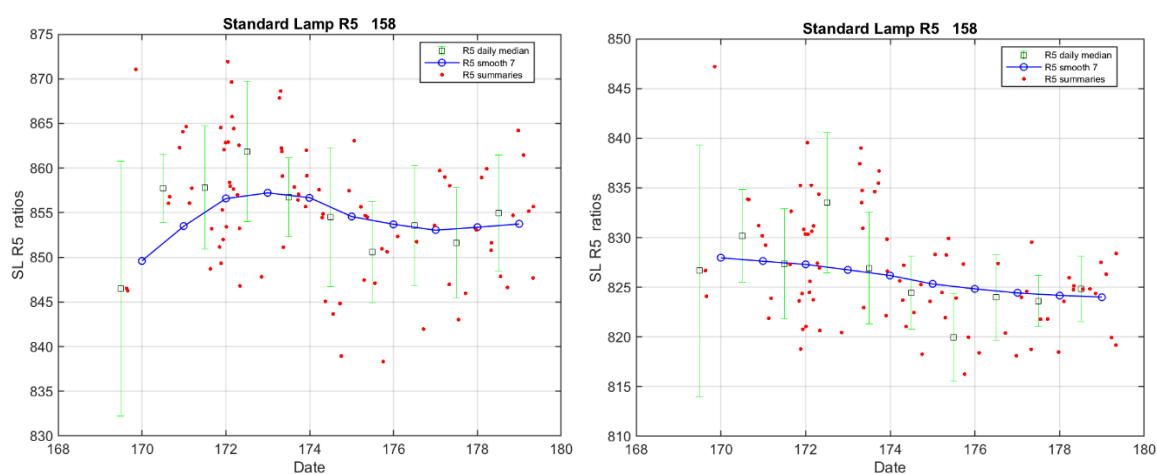 Standard Lamp R5   158
875
870
865
860
855
850
845
840
835
830
SL R5 ratios
168
170
172
174
176
178
180
Date
R5 daily median
R5 smooth 7
R5 summaries
Standard Lamp R5   158
850
845
840
835
830
825
820
815
810
SL R5 ratios
168
170
172
174
176
178
180
Date
R5 daily median
R5 smooth 7
R5 summaries